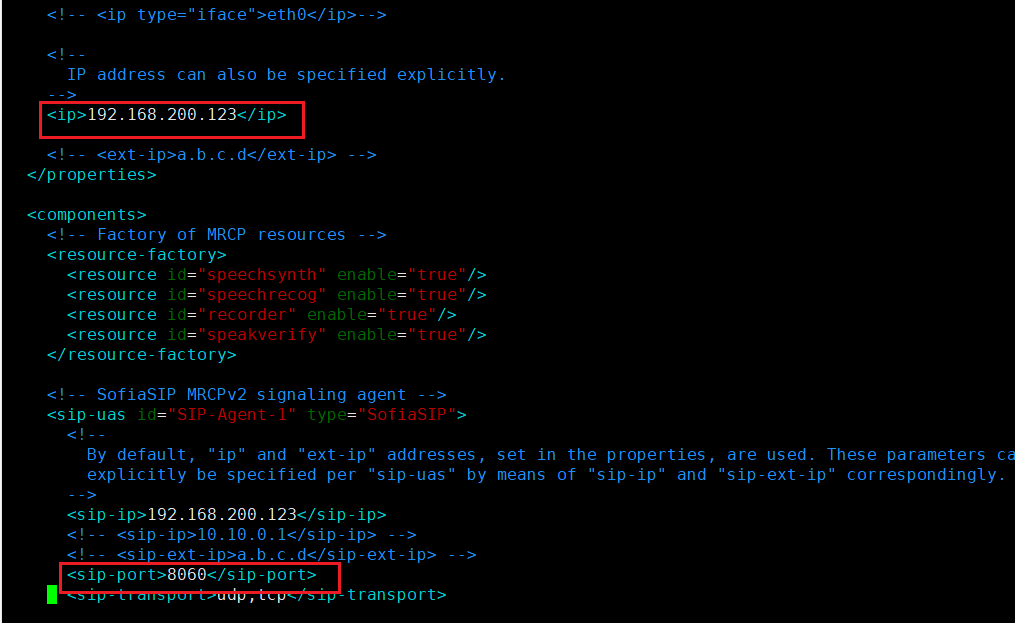 <!-- <ip type="iface">eth0</ip>-->
<!--
IP address can also be specified explicitly.
-->
<ip>192.168.200.123</ip>
<!-- <ext-ip>a.b.c.d</ext-ip> -->
</properties>
<components>
<!-- Factory of MRCP resources -->
<resource-factory>
<resource id="speechsynth" enable="true"/>
<resource id="speechrecog" enable="true"/>
<resource id="recorder" enable="true"/>
<resource id="speakverify" enable="true"/>
</resource-factory>
<!-- SofiaSIP MRCPv2 signaling agent -->
<sip-uas id="SIP-Agent-1" type="SofiaSIP">
<!--
By default, "ip" and "ext-ip" addresses, set in the properties, are used. These parameters ca
explicitly be specified per "sip-uas" by means of "sip-ip" and "sip-ext-ip" correspondingly.
-->
<sip-ip>192.168.200.123</sip-ip>
<!-- <sip-ip>10.10.0.1</sip-ip> -->
<!-- <sip-ext-ip>a.b.c.d</sip-ext-ip> -->
<sip-port>8060</sip-port>
<sip-transport>udp,tcp</sip-transport>